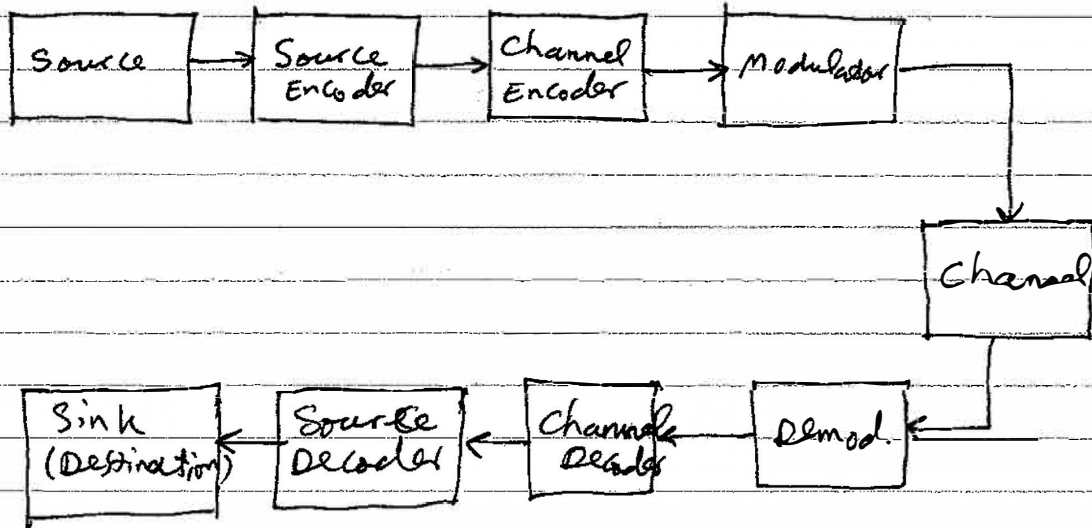 Source
Source
Encoder
Channel
Encoder
Modulator
Channel
Demod.
Channel
Decoder
Source
Decoder
Sink
(Destination)